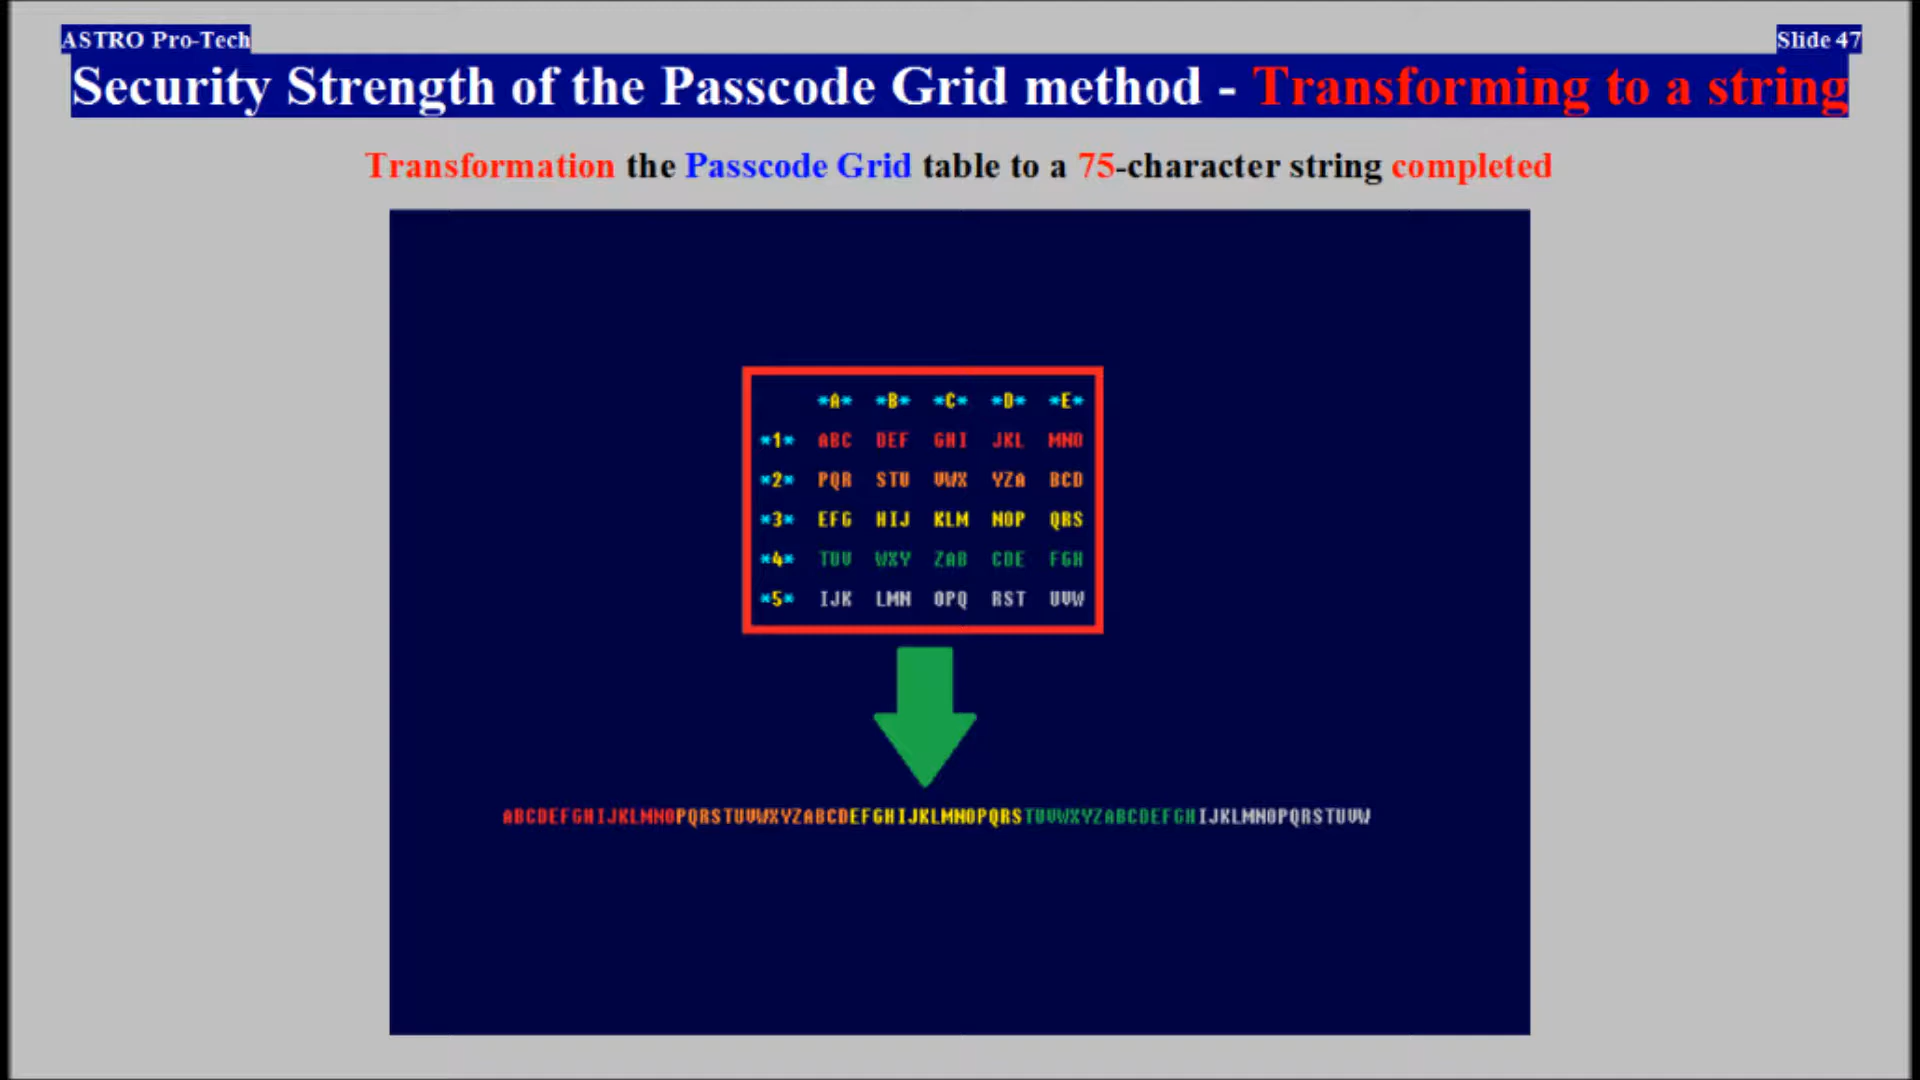 ASTRO Pro-Tech Slide 47
Security Strength of the Passcode Grid method - Transforming to a string
Transformation the Passcode Grid table to a 75-character string completed
*A* *B* *C* *D* *E*
*1* ABC DEF GHI JKL MNO
*2* PQR STU VWX YZA BCD
*3* EFG HIJ KLM NOP QRS
*4* TUV WXY ZAB CDE FGH
*5* IJK LMN OPQ RST UVW
ABCDEFGHIJKLMNOPQRSTUVWXYZABCDEFGHIJKLMNOPQRSTUVWXYZABCDEFGHIJKLMNOPQRSTUVW